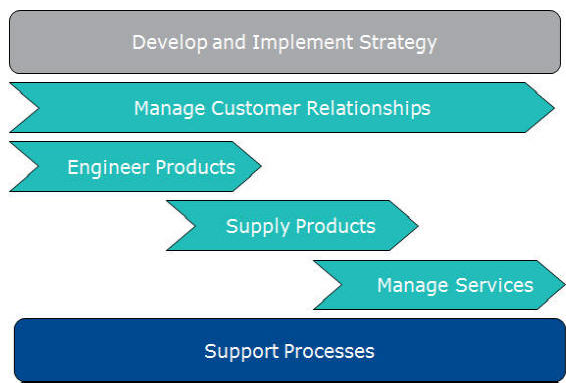 Develop and Implement Strategy
Manage Customer Relationships
Engineer Products
Supply Products
Manage Services
Support Processes